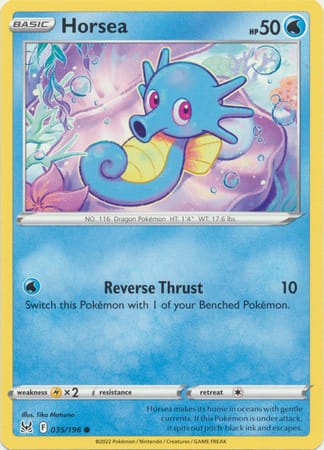 BASIC Horsea HP50
NO. 116 Dragon Pokémon HT: 1'4" WT: 17.6 lbs.
Reverse Thrust 10
Switch this Pokémon with 1 of your Benched Pokémon.
weakness ×2 resistance retreat
Illus. Tika Matsuno
It makes its home in oceans with gentle
currents. If this Pokémon is under attack,
it spits out pitch-black ink and escapes.
F 035/196
©2022 Pokémon / Nintendo / Creatures / GAME FREAK